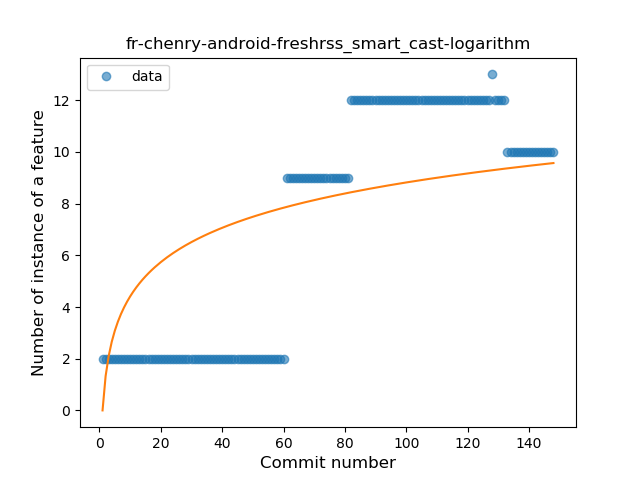 fr-chenry-android-freshrss_smart_cast-logarithm
data
Number of instance of a feature
12
10
8
6
4
2
0
0 20 40 60 80 100 120 140
Commit number